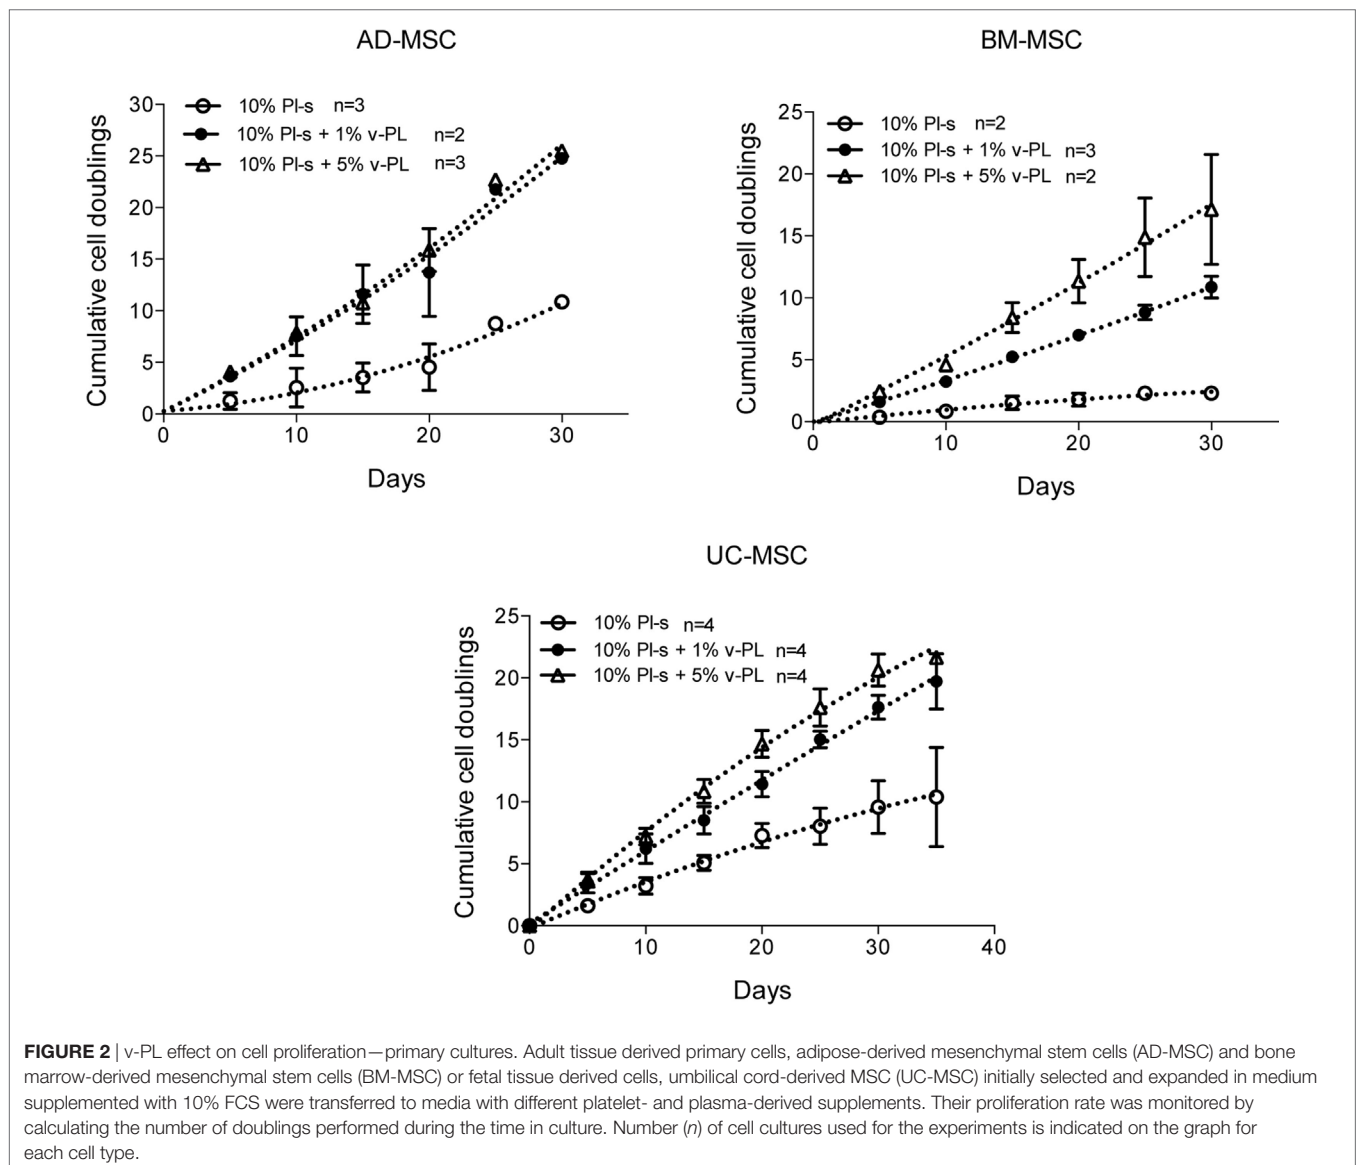 AD-MSC
30
25
20
15
10
5
0
Cumulative cell doublings
10% Pl-s n=3
10% Pl-s + 1% v-PL n=2
10% Pl-s + 5% v-PL n=3
0 10 20 30
Days
BM-MSC
25
20
15
10
5
0
Cumulative cell doublings
10% Pl-s n=2
10% Pl-s + 1% v-PL n=3
10% Pl-s + 5% v-PL n=2
0 10 20 30
Days
UC-MSC
25
20
15
10
5
0
Cumulative cell doublings
10% Pl-s n=4
10% Pl-s + 1% v-PL n=4
10% Pl-s + 5% v-PL n=4
0 10 20 30 40
Days
FIGURE 2 | v-PL effect on cell proliferation—primary cultures. Adult tissue derived primary cells, adipose-derived mesenchymal stem cells (AD-MSC) and bone
marrow-derived mesenchymal stem cells (BM-MSC) or fetal tissue derived cells, umbilical cord-derived MSC (UC-MSC) initially selected and expanded in medium
supplemented with 10% FCS were transferred to media with different platelet- and plasma-derived supplements. Their proliferation rate was monitored by
calculating the number of doublings performed during the time in culture. Number (n) of cell cultures used for the experiments is indicated on the graph for
each cell type.